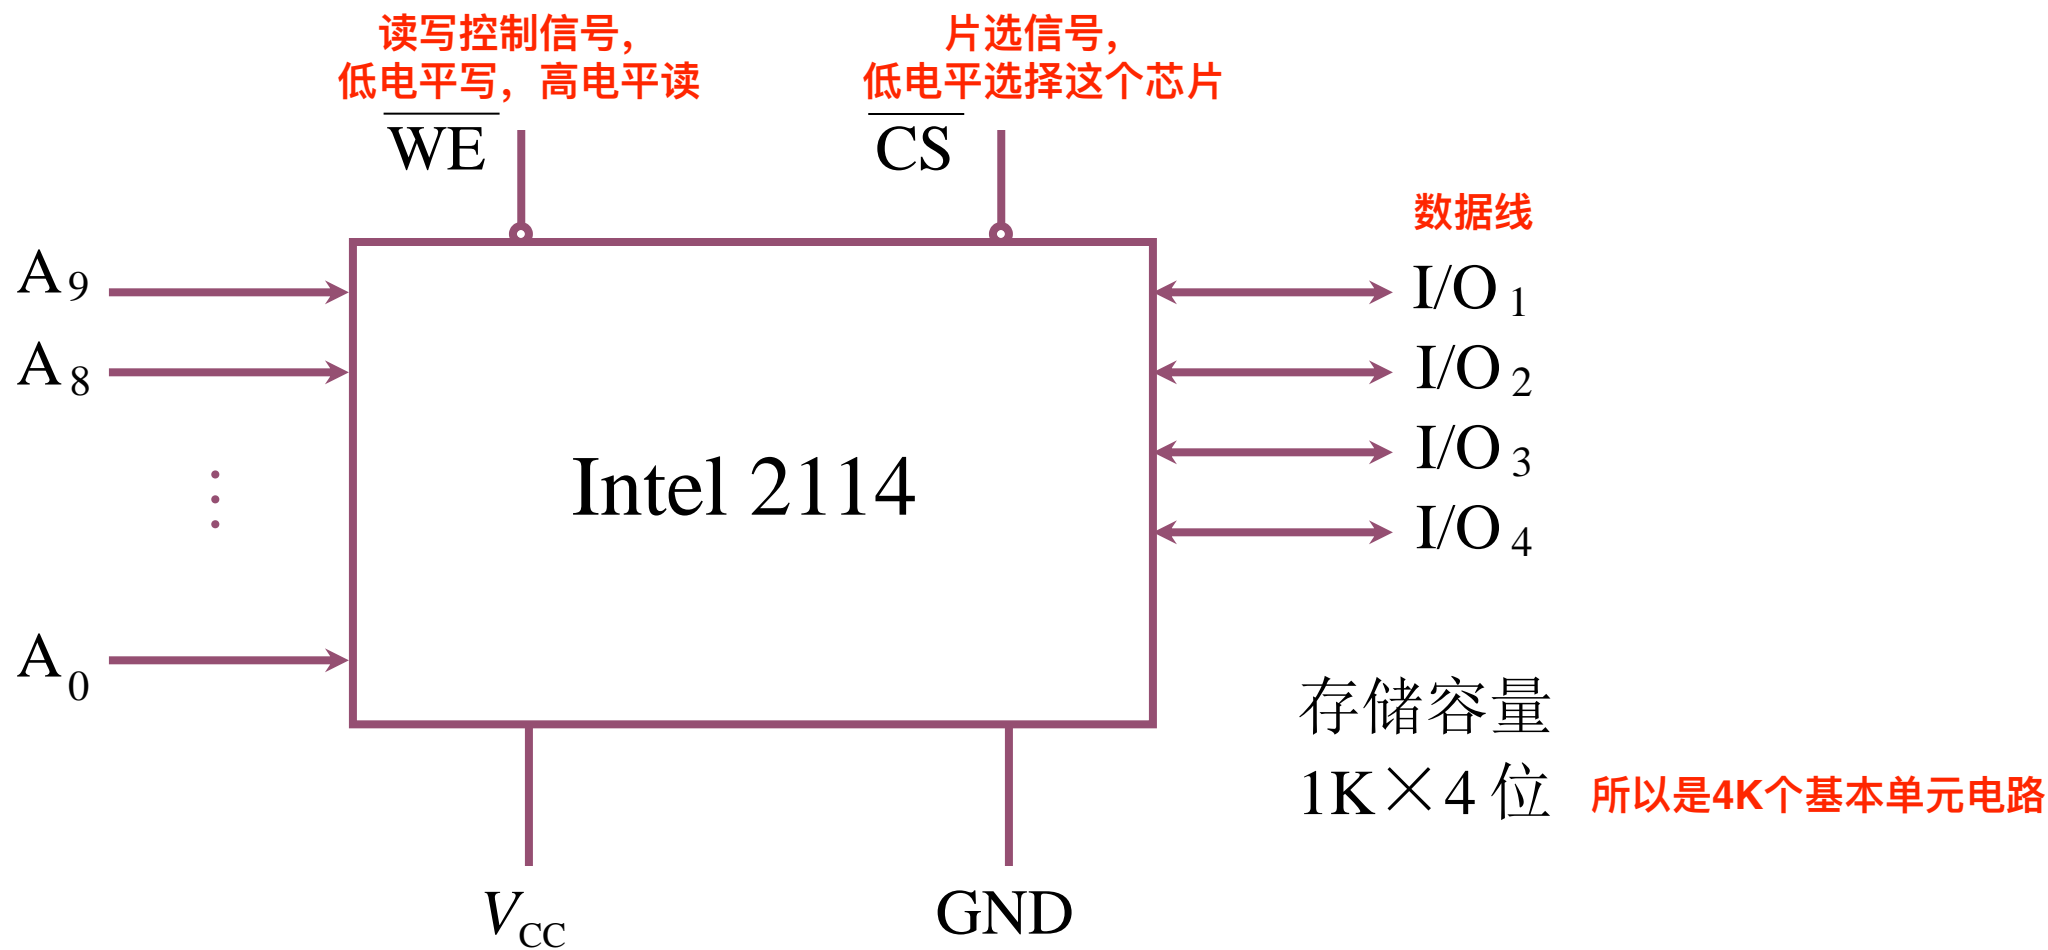 读写控制信号，
低电平写，高电平读
片选信号，
低电平选择这个芯片
WE
CS
数据线
A9
A8
A0
Intel 2114
I/O 1
I/O 2
I/O 3
I/O 4
存储容量
1K×4 位
所以是4K个基本单元电路
VCC
GND